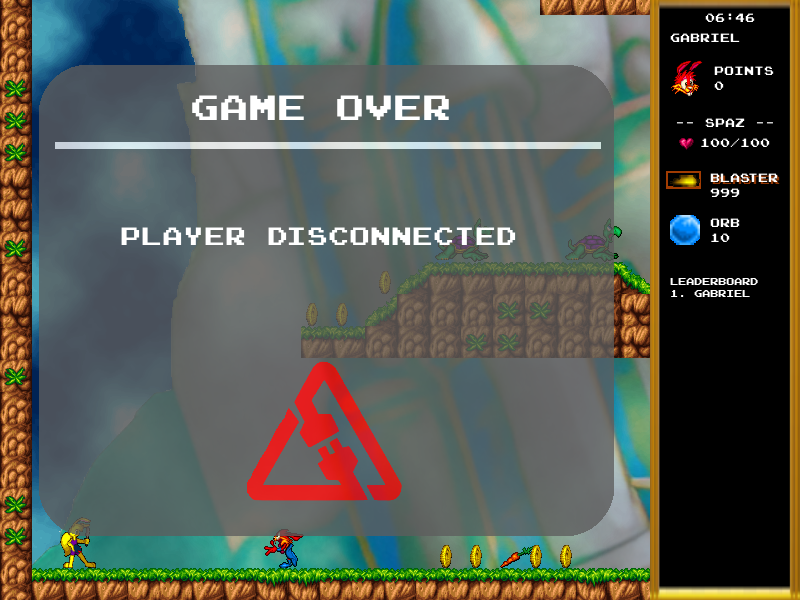 GAME OVER
PLAYER DISCONNECTED
06:46
GABRIEL
POINTS
0
-- SPAZ --
100/100
BLASTER
999
ORB
10
LEADERBOARD
1. GABRIEL